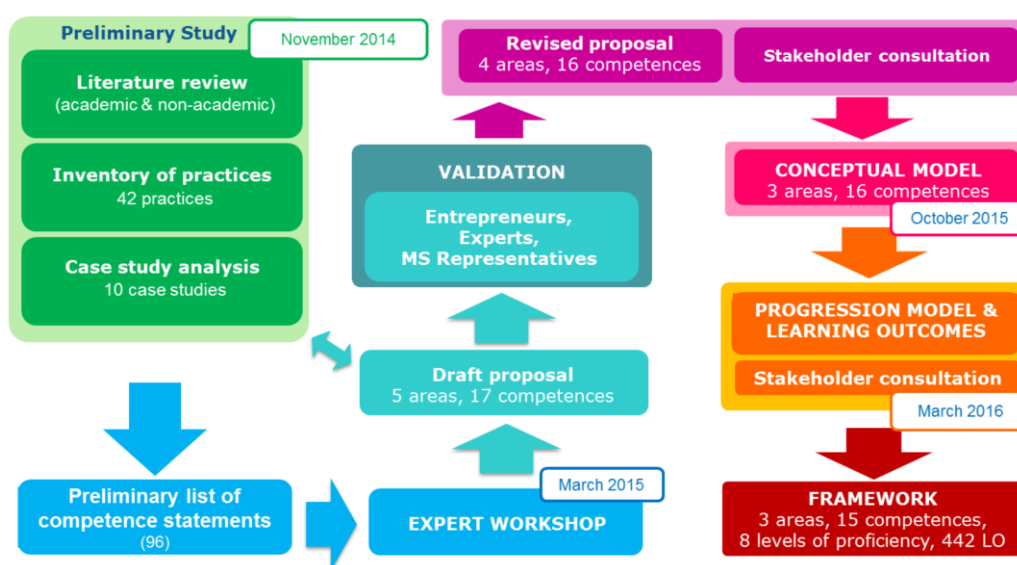 Preliminary Study
November 2014
Literature review
(academic & non-academic)
Inventory of practices
42 practices
Case study analysis
10 case studies
Preliminary list of
competence statements
(96)
EXPERT WORKSHOP
March 2015
Draft proposal
5 areas, 17 competences
VALIDATION
Entrepreneurs,
Experts,
MS Representatives
Revised proposal
4 areas, 16 competences
Stakeholder consultation
CONCEPTUAL MODEL
3 areas, 16 competences
October 2015
PROGRESSION MODEL &
LEARNING OUTCOMES
Stakeholder consultation
March 2016
FRAMEWORK
3 areas, 15 competences,
8 levels of proficiency, 442 LO